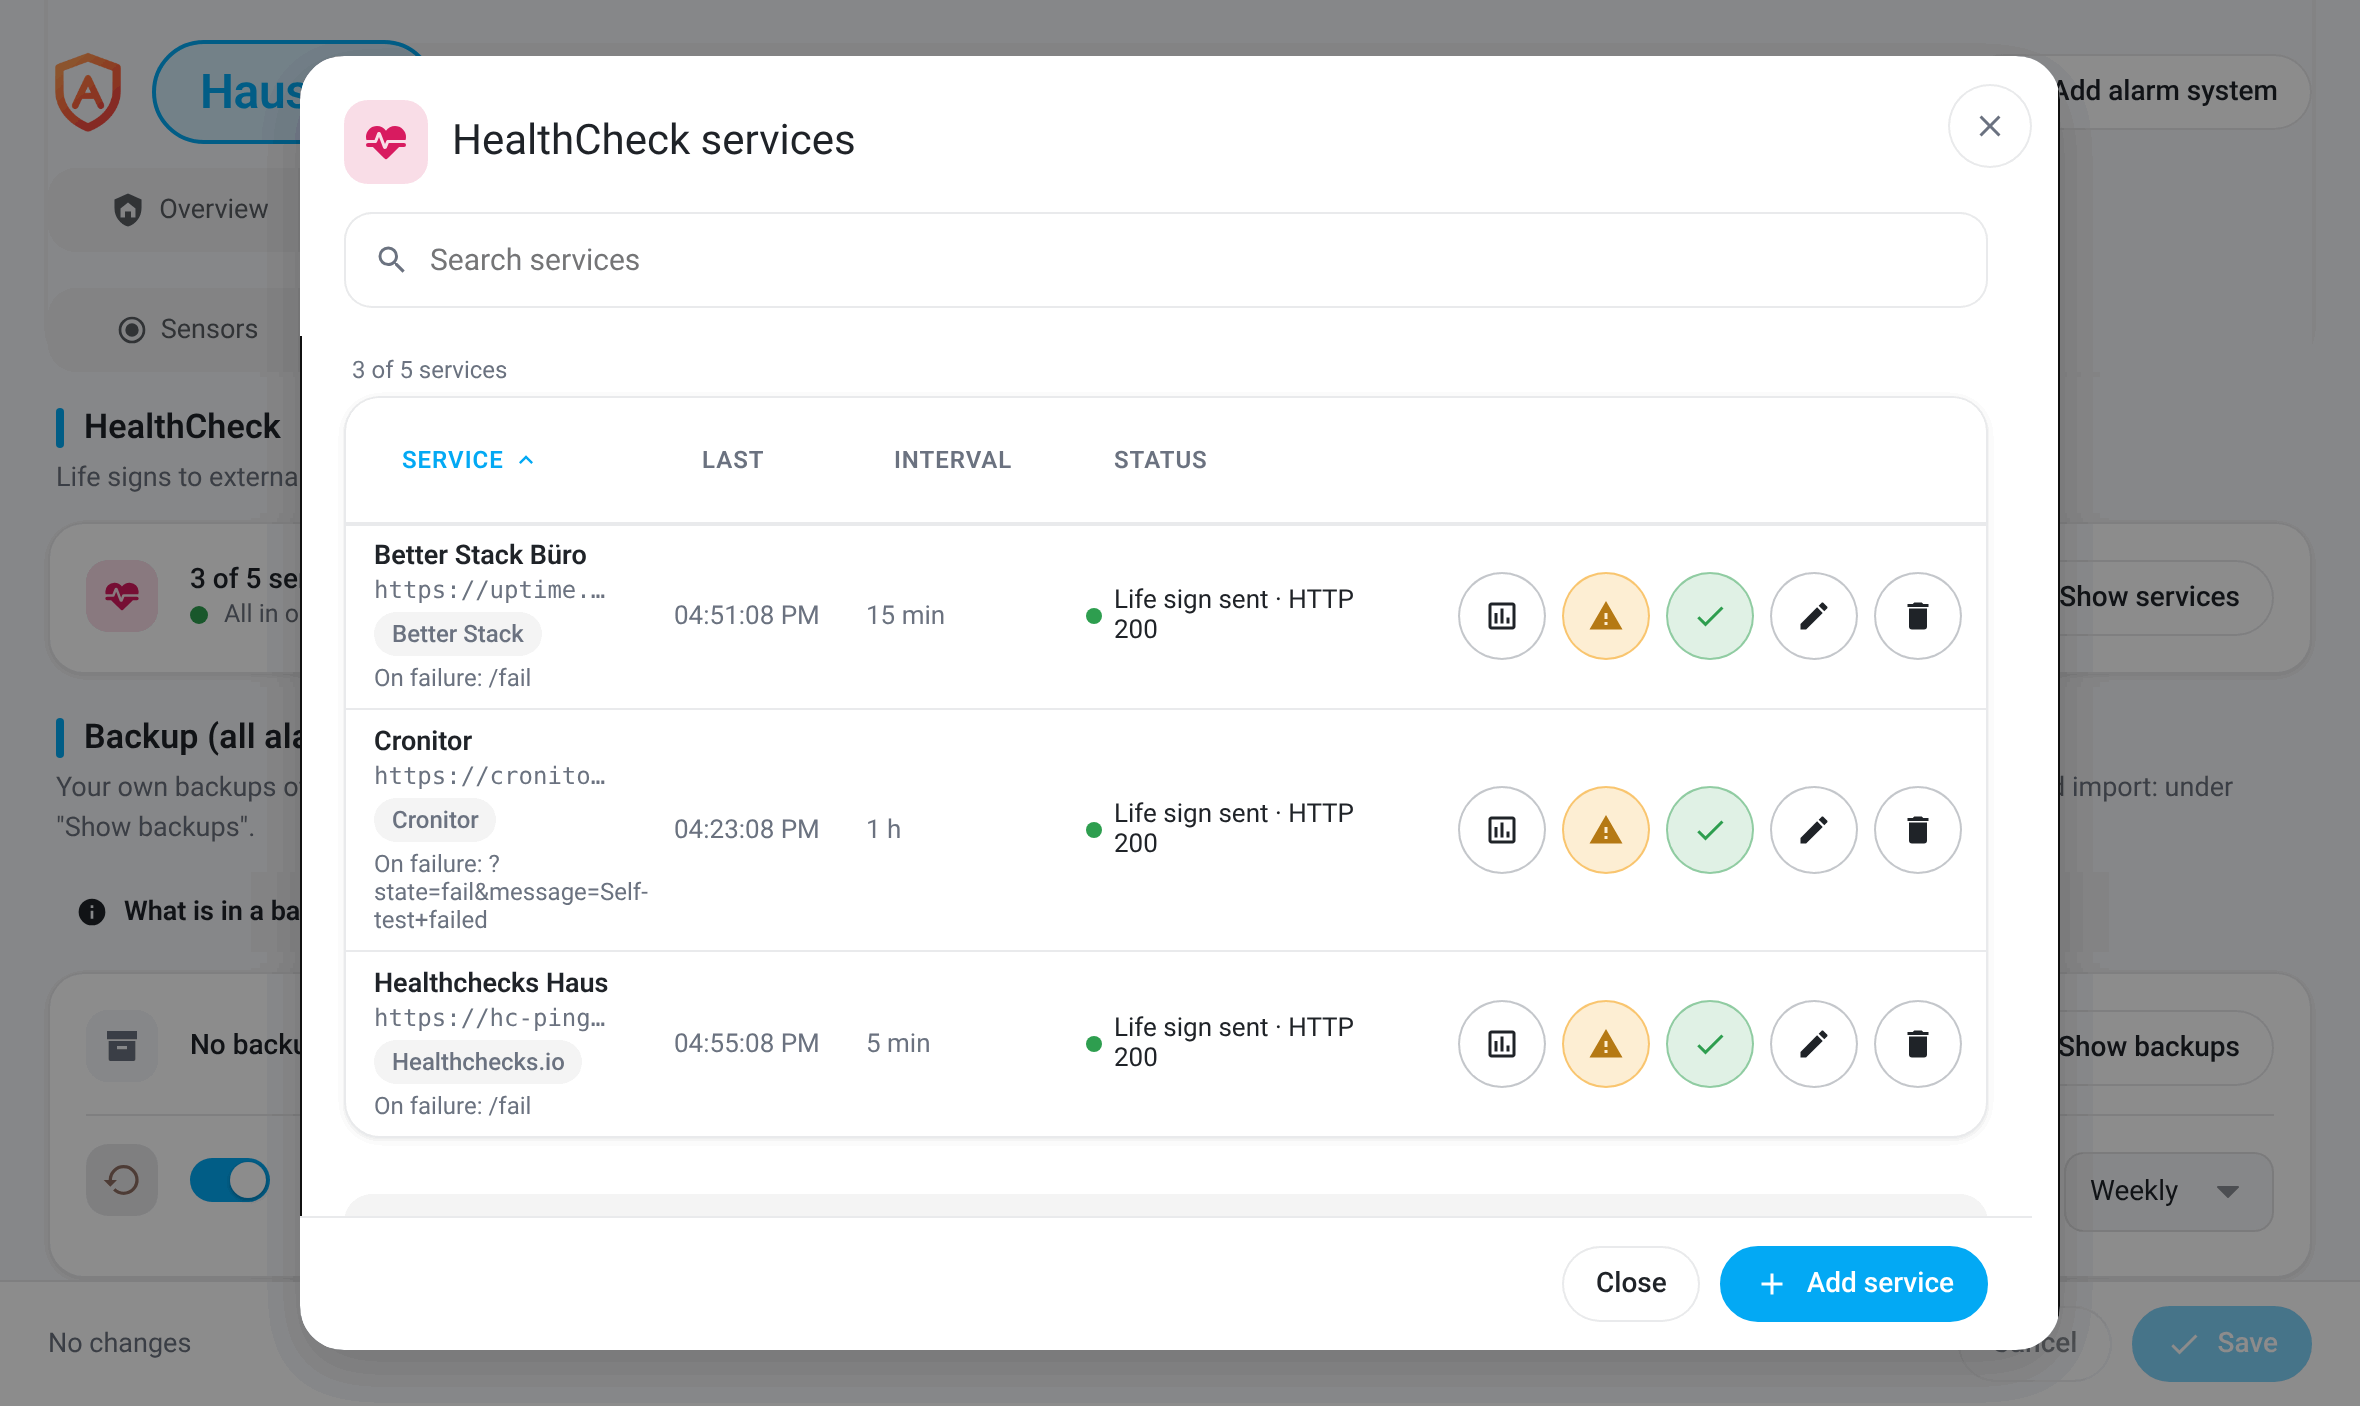 Haus
Add alarm system
Overview
Sensors
HealthCheck
Life signs to externa
3 of 5 se
All in o
Show services
Backup (all ala
Your own backups o
d import: under
"Show backups".
What is in a ba
No backu
Show backups
Weekly
No changes
Cancel
Save
HealthCheck services
Search services
3 of 5 services
SERVICE LAST INTERVAL STATUS
Better Stack Büro
https://uptime.…
Better Stack
On failure: /fail
04:51:08 PM
15 min
Life sign sent · HTTP
200
Cronitor
https://cronito…
Cronitor
On failure: ?
state=fail&message=Self-
test+failed
04:23:08 PM
1 h
Life sign sent · HTTP
200
Healthchecks Haus
https://hc-ping…
Healthchecks.io
On failure: /fail
04:55:08 PM
5 min
Life sign sent · HTTP
200
Close
Add service